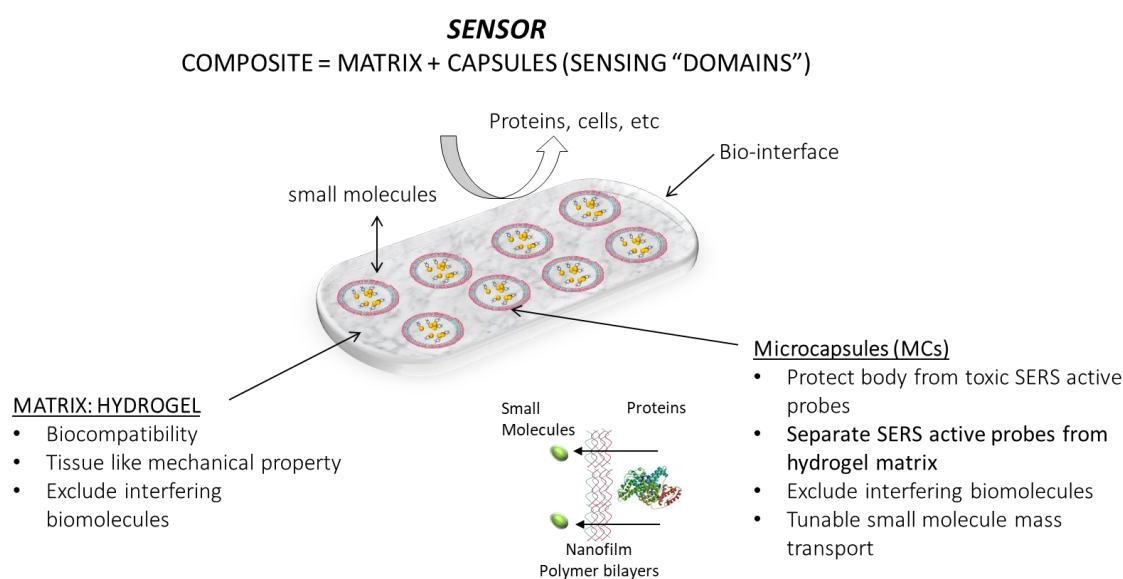 SENSOR
COMPOSITE = MATRIX + CAPSULES (SENSING “DOMAINS”)
Proteins, cells, etc
Bio-interface
small molecules
MATRIX: HYDROGEL
• Biocompatibility
• Tissue like mechanical property
• Exclude interfering
biomolecules
Small
Molecules
Proteins
Nanofilm
Polymer bilayers
Microcapsules (MCs)
• Protect body from toxic SERS active
probes
• Separate SERS active probes from
hydrogel matrix
• Exclude interfering biomolecules
• Tunable small molecule mass
transport